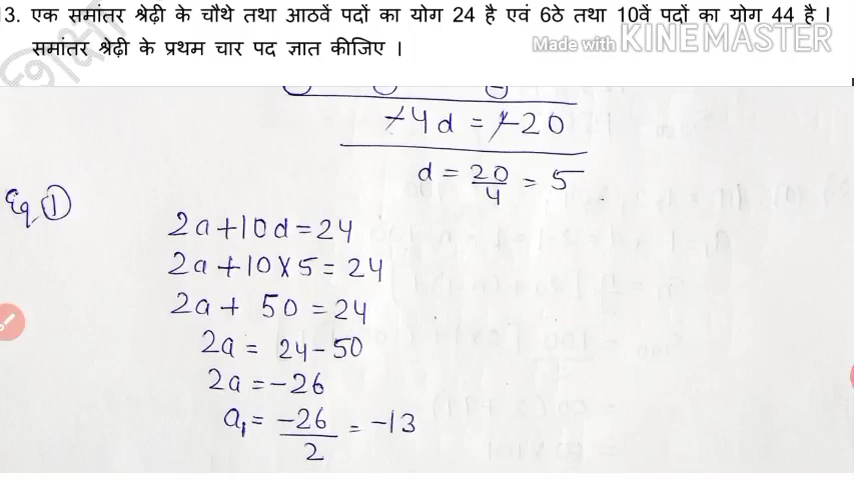 13. एक समांतर श्रेढ़ी के चौथे तथा आठवें पदों का योग 24 है एवं 6ठे तथा 10वें पदों का योग 44 है।
समांतर श्रेढ़ी के प्रथम चार पद ज्ञात कीजिए ।
Made with KINEMASTER
-4d = -20
d = 20/4 = 5
Eq. ①
2a + 10d = 24
2a + 10 × 5 = 24
2a + 50 = 24
2a = 24 - 50
2a = -26
a₁ = -26/2 = -13